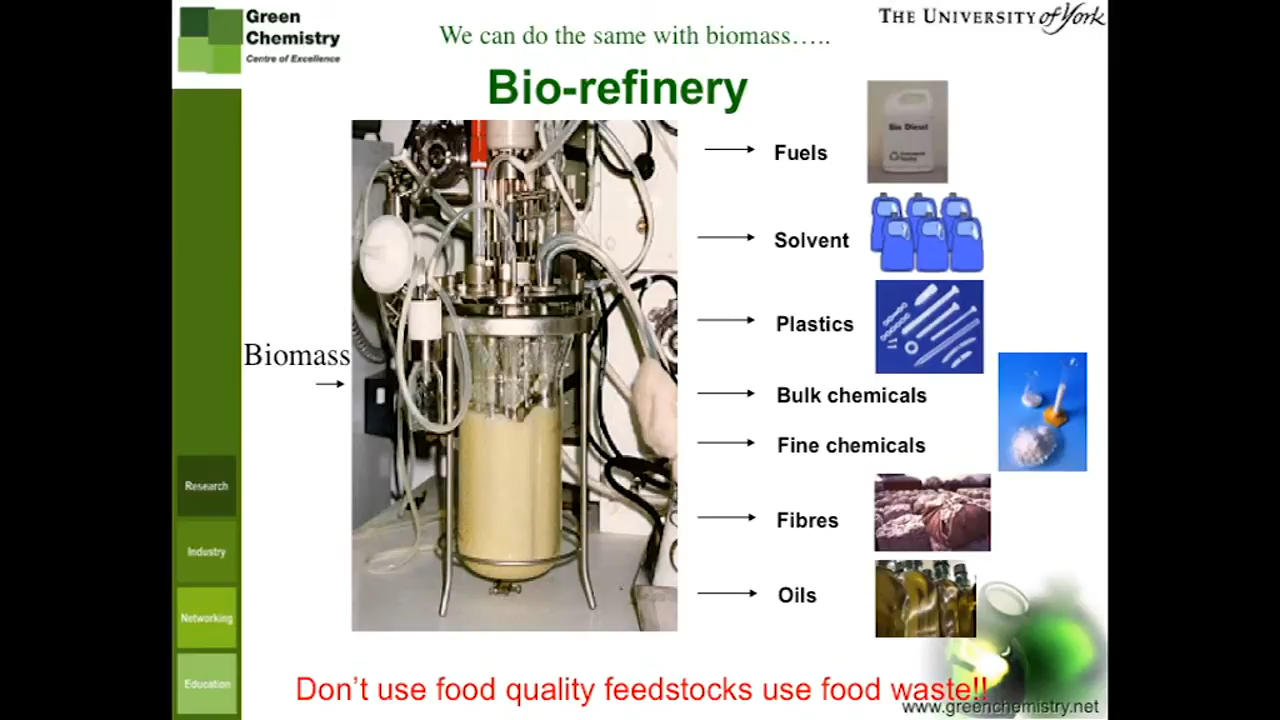 Green
Chemistry
Centre of Excellence
THE UNIVERSITY of York
We can do the same with biomass…..
Bio-refinery
Bio Diesel
Fuels
Solvent
Plastics
Biomass
Bulk chemicals
Fine chemicals
Fibres
Oils
Research
Industry
Networking
Education
Don’t use food quality feedstocks use food waste!!
www.greenchemistry.net